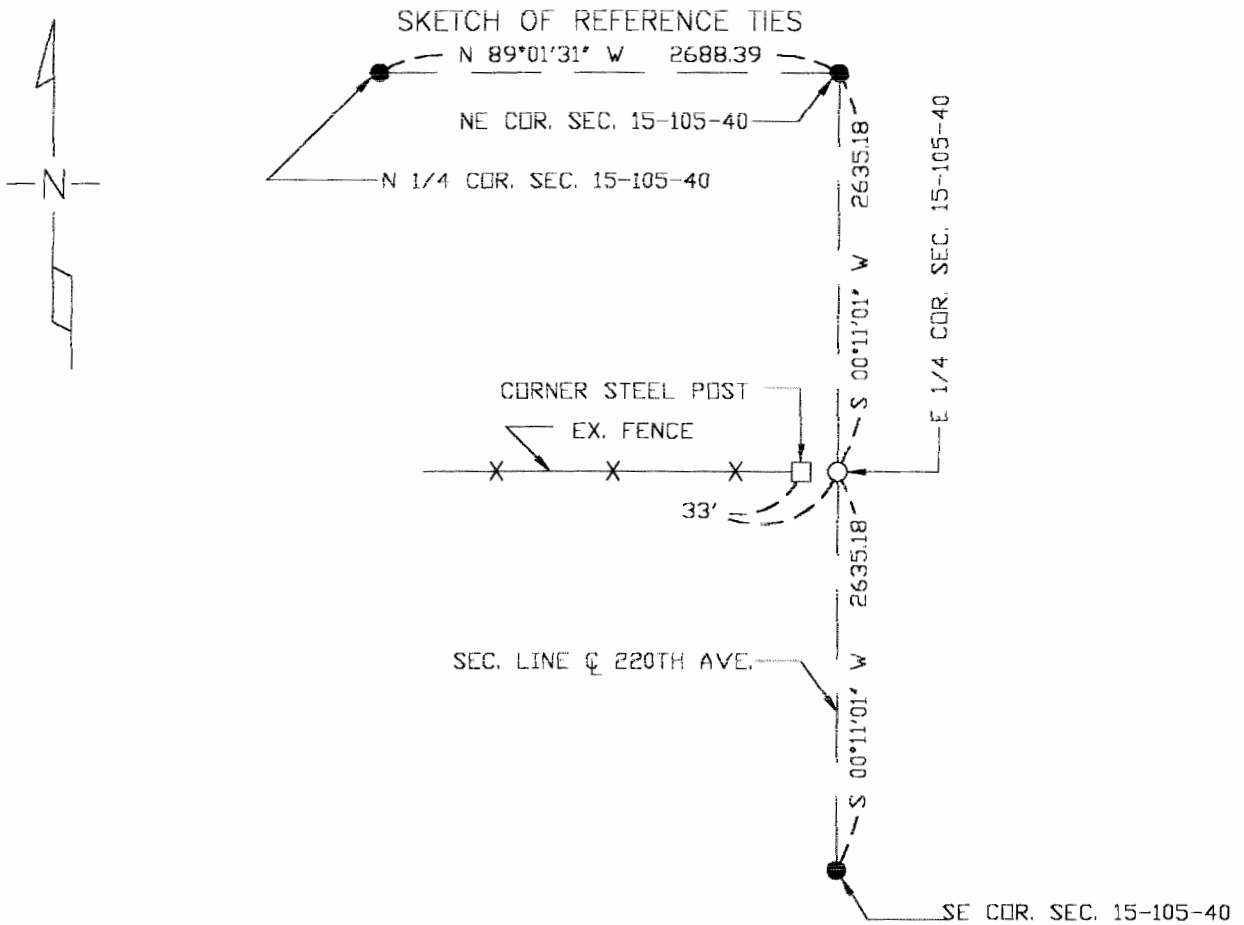 SKETCH OF REFERENCE TIES
N 89°01'31" W 2688.39
NE COR. SEC. 15-105-40
N 1/4 COR. SEC. 15-105-40
N
2635.18
S 00°11'01" W
E 1/4 COR. SEC. 15-105-40
CORNER STEEL POST
EX. FENCE
33'
2635.18
S 00°11'01" W
SEC. LINE ℄ 220TH AVE.
SE COR. SEC. 15-105-40